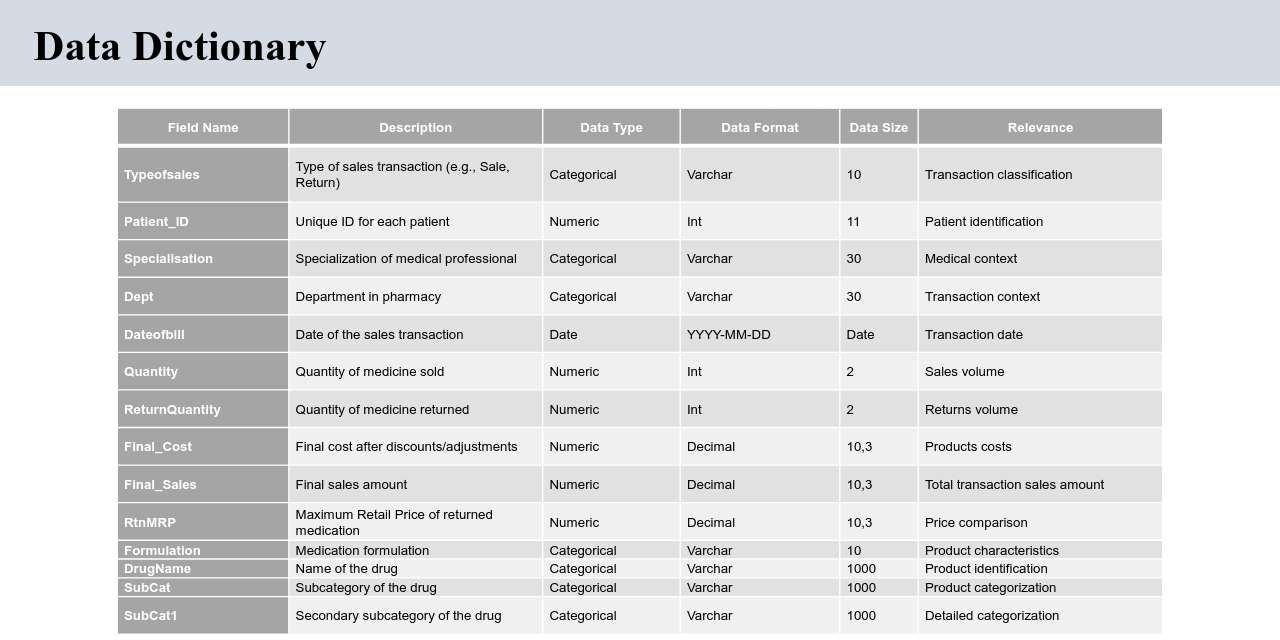 Data Dictionary
Field Name Description Data Type Data Format Data Size Relevance
Typeofsales Type of sales transaction (e.g., Sale, Return) Categorical Varchar 10 Transaction classification
Patient_ID Unique ID for each patient Numeric Int 11 Patient identification
Specialisation Specialization of medical professional Categorical Varchar 30 Medical context
Dept Department in pharmacy Categorical Varchar 30 Transaction context
Dateofbill Date of the sales transaction Date YYYY-MM-DD Date Transaction date
Quantity Quantity of medicine sold Numeric Int 2 Sales volume
ReturnQuantity Quantity of medicine returned Numeric Int 2 Returns volume
Final_Cost Final cost after discounts/adjustments Numeric Decimal 10,3 Products costs
Final_Sales Final sales amount Numeric Decimal 10,3 Total transaction sales amount
RtnMRP Maximum Retail Price of returned medication Numeric Decimal 10,3 Price comparison
Formulation Medication formulation Categorical Varchar 10 Product characteristics
DrugName Name of the drug Categorical Varchar 1000 Product identification
SubCat Subcategory of the drug Categorical Varchar 1000 Product categorization
SubCat1 Secondary subcategory of the drug Categorical Varchar 1000 Detailed categorization